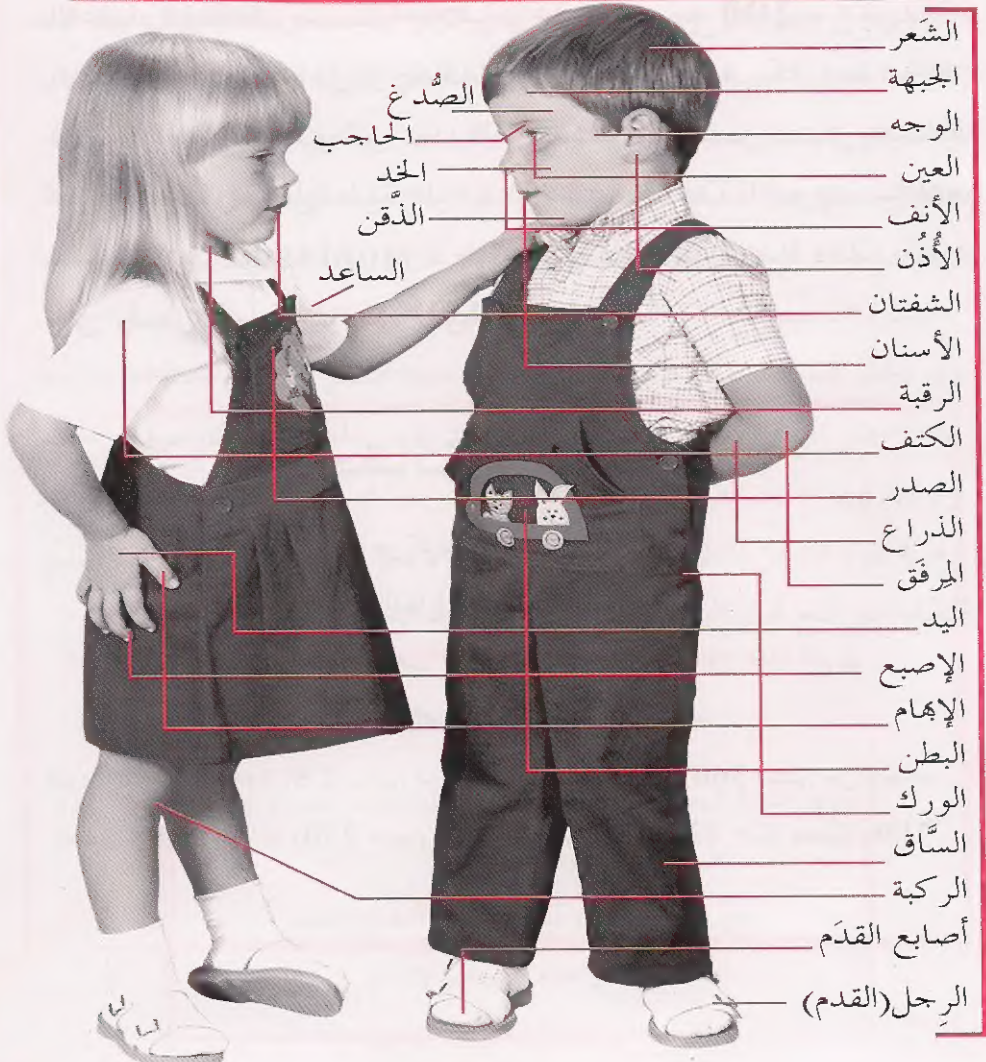 الشَعر
الجبهة
الصُّدغ
الوجه
الحاجب
العين
الخد
الأنف
الذَّقن
الأُذُن
الساعد
الشفتان
الأسنان
الرقبة
الكتف
الصدر
الذراع
المِرفَق
اليد
الإصبع
الإبهام
البطن
الورك
السَّاق
الركبة
أصابع القدَم
الرِجل(القدم)